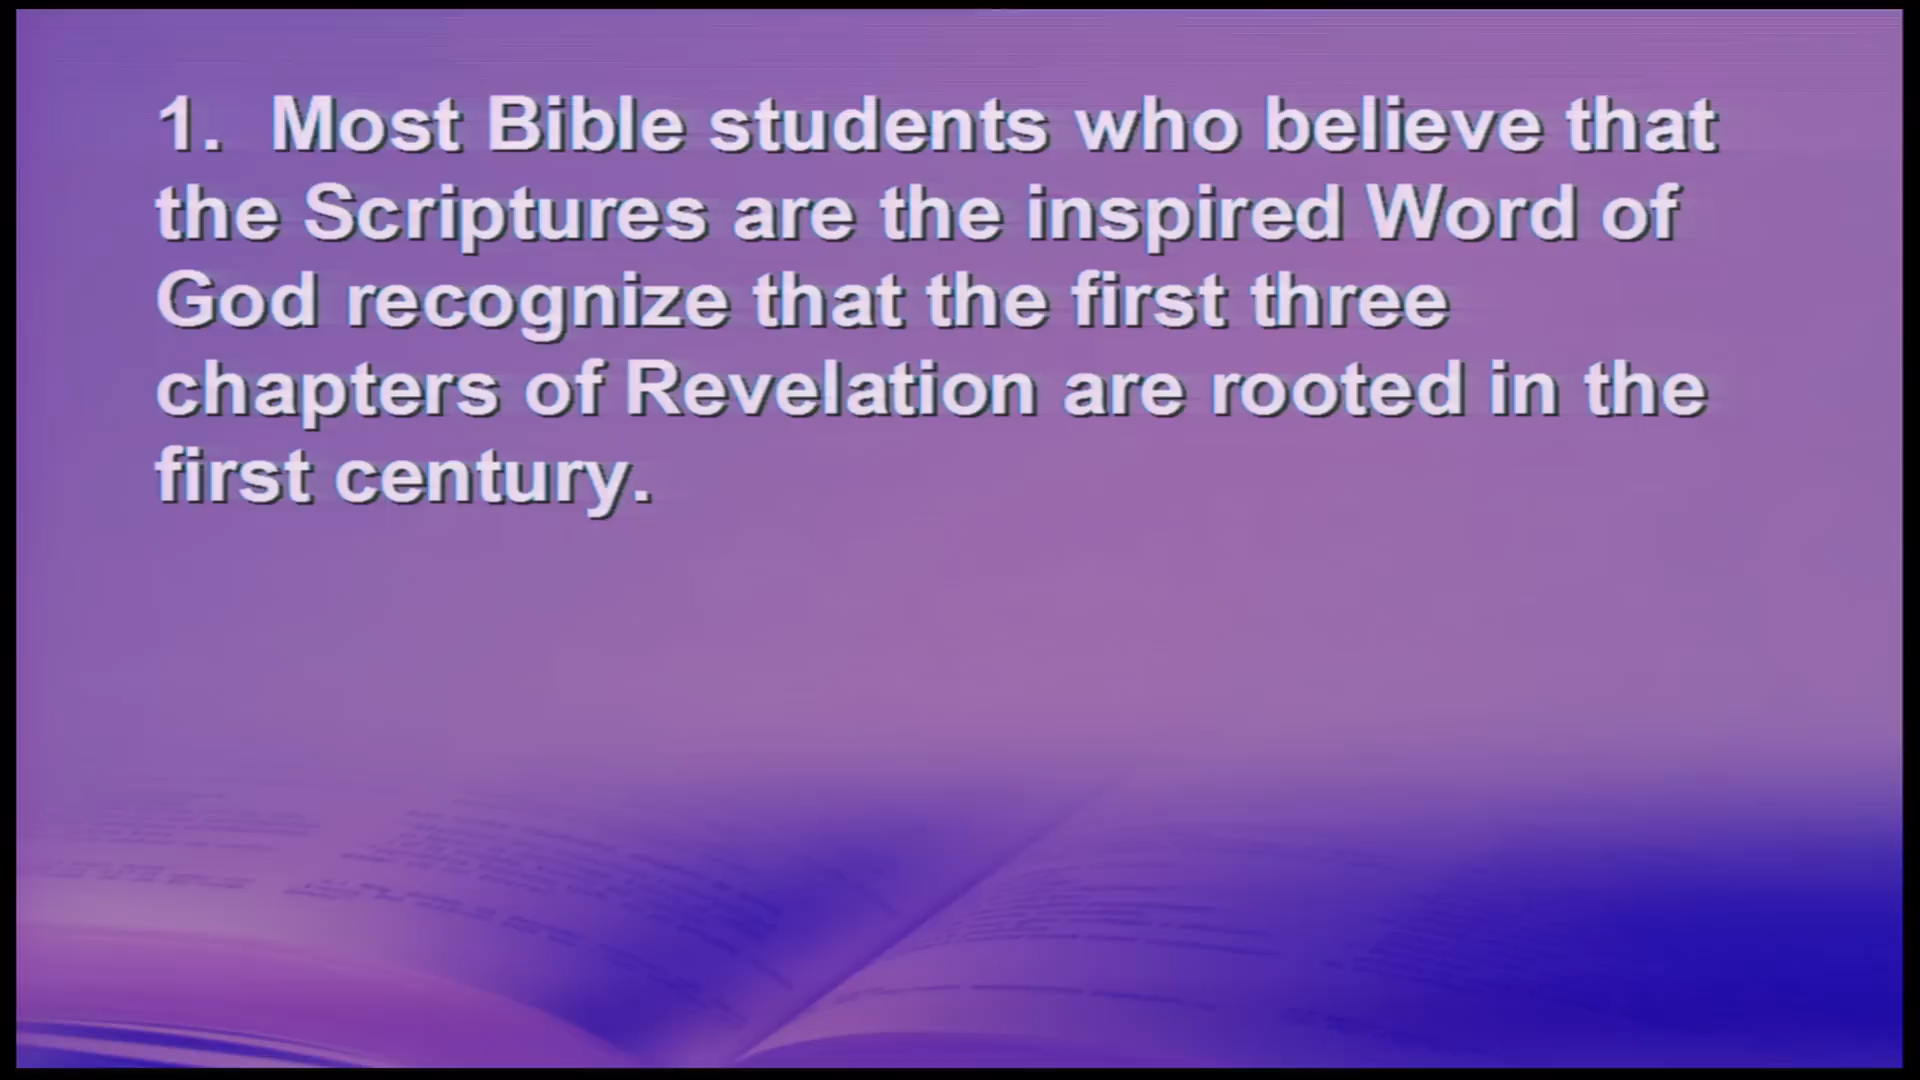 1.  Most Bible students who believe that
the Scriptures are the inspired Word of
God recognize that the first three
chapters of Revelation are rooted in the
first century.